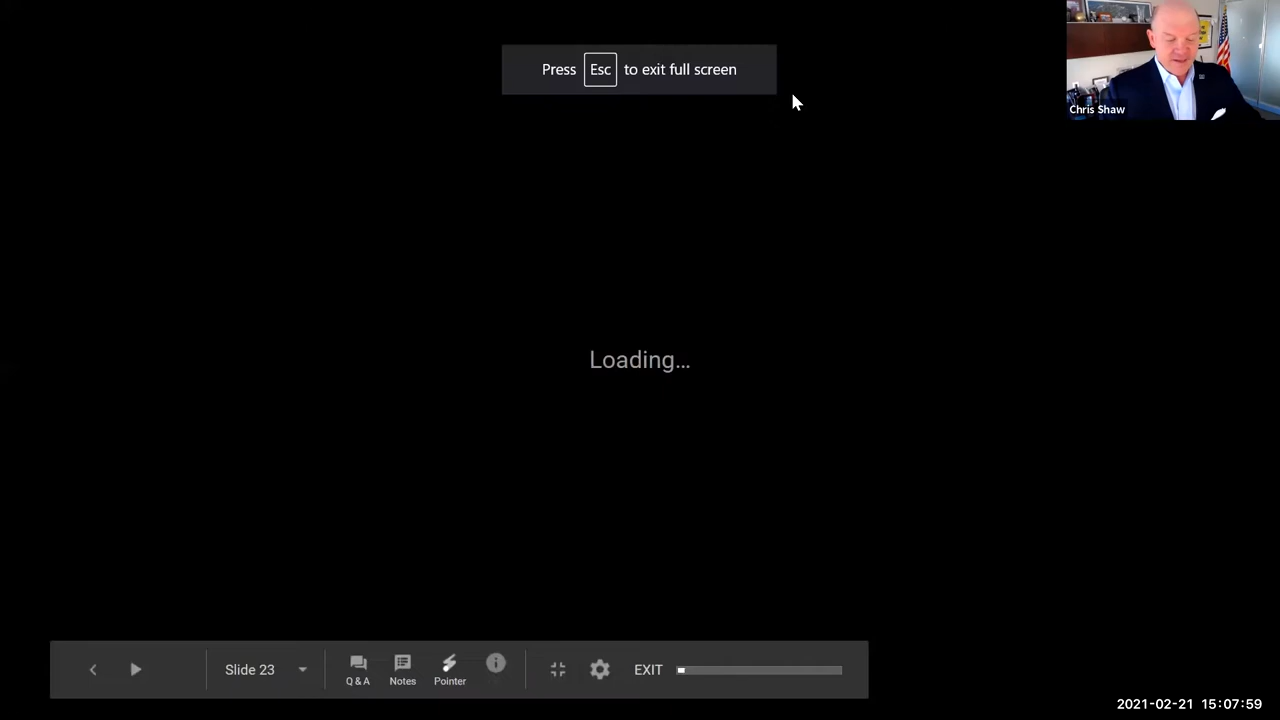 Press Esc to exit full screen
Chris Shaw
Loading...
Slide 23
Q & A
Notes
Pointer
EXIT
2021-02-21 15:07:59